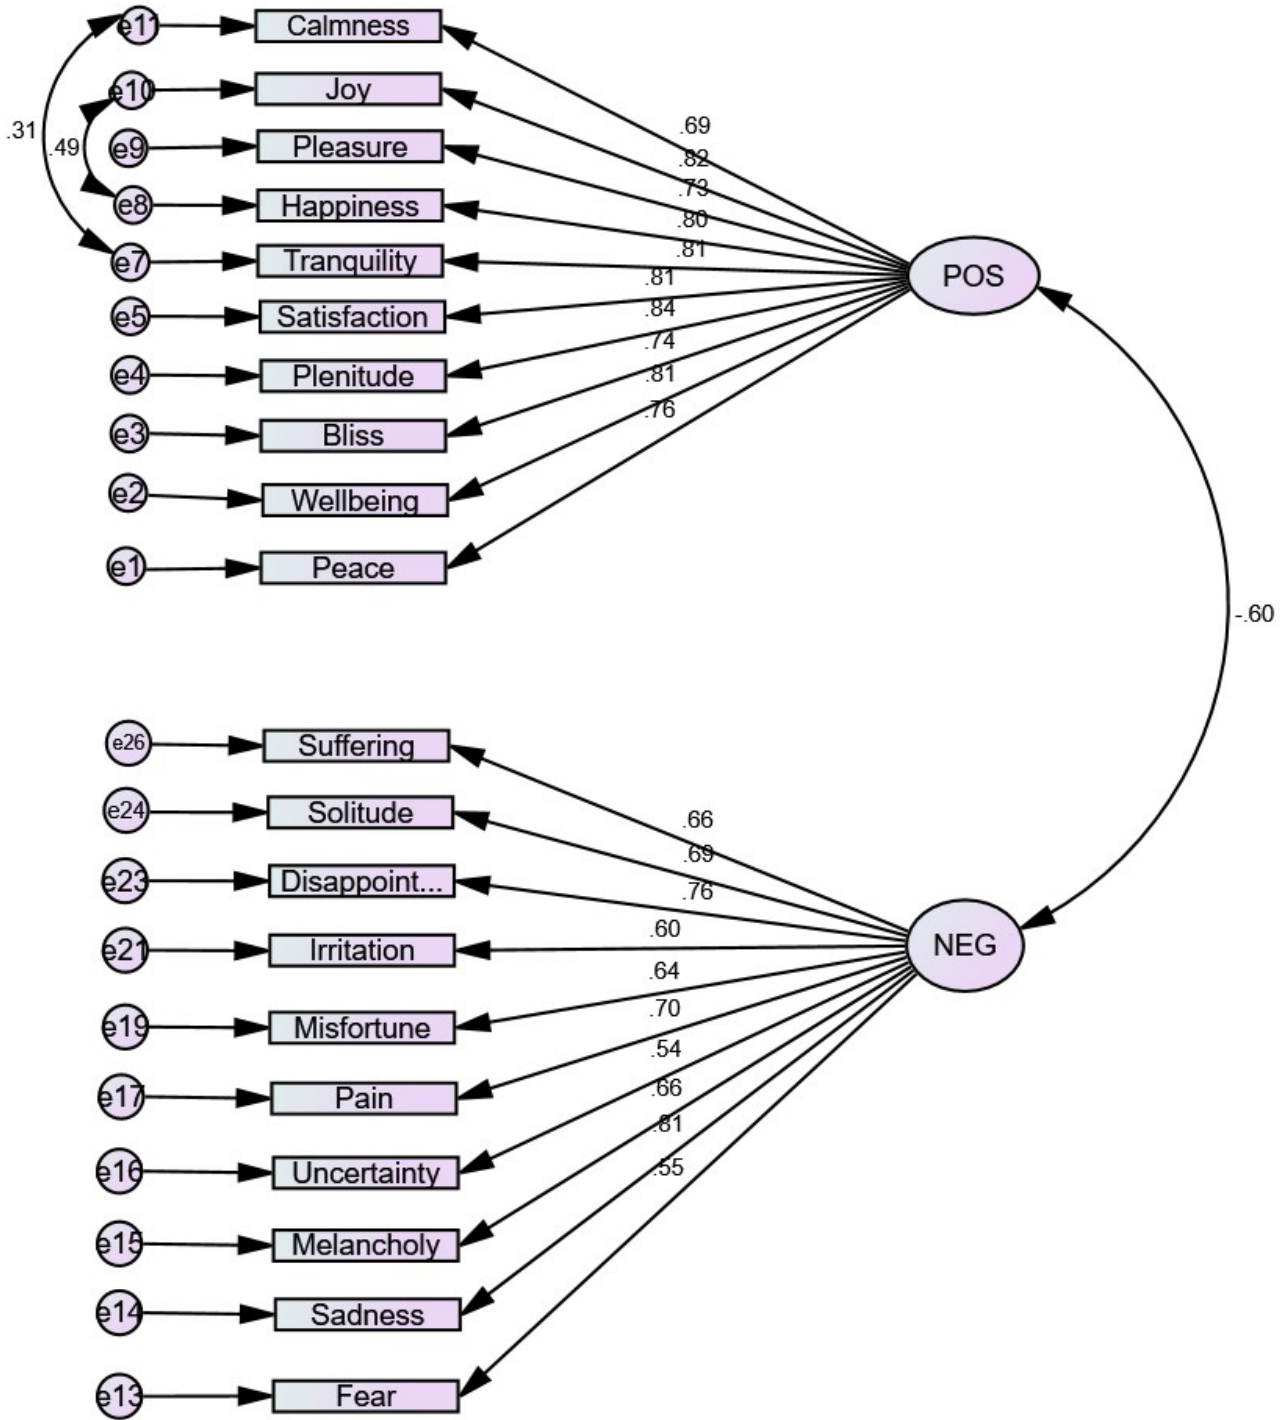 e11 Calmness
e10 Joy
.69
.31
.49
e9 Pleasure
.82
.73
e8 Happiness
.80
e7 Tranquility
.81
POS
.81
e5 Satisfaction
.84
.74
e4 Plenitude
.81
.76
e3 Bliss
e2 Wellbeing
e1 Peace
-.60
e26 Suffering
e24 Solitude
.66
.69
e23 Disappoint...
.76
.60
e21 Irritation
NEG
.64
.70
e19 Misfortune
.54
.66
e17 Pain
.81
e16 Uncertainty
.55
e15 Melancholy
e14 Sadness
e13 Fear